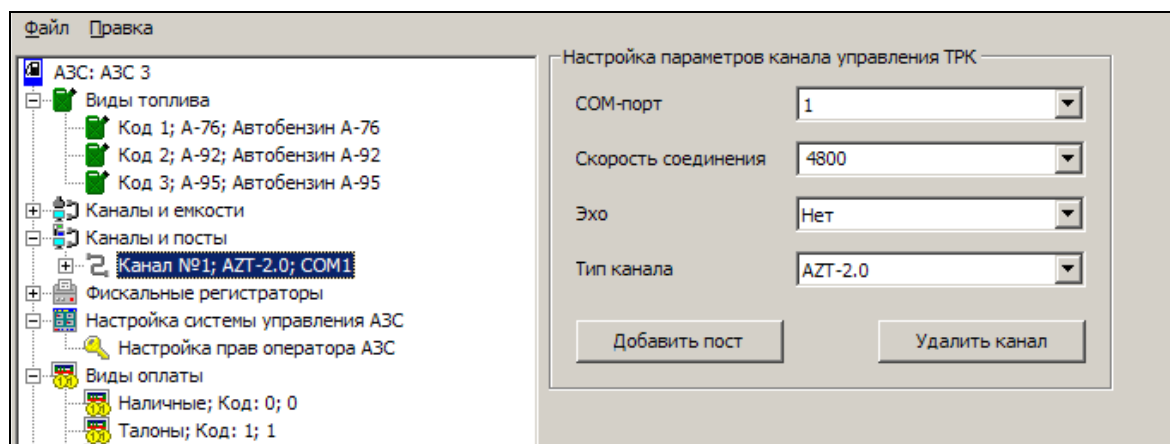 Файл Правка
АЗС: АЗС 3
Виды топлива
Код 1; А-76; Автобензин А-76
Код 2; А-92; Автобензин А-92
Код 3; А-95; Автобензин А-95
Каналы и емкости
Каналы и посты
Канал №1; AZT-2.0; COM1
Фискальные регистраторы
Настройка системы управления АЗС
Настройка прав оператора АЗС
Виды оплаты
Наличные; Код: 0; 0
Талоны; Код: 1; 1
Настройка параметров канала управления ТРК
COM-порт
1
Скорость соединения
4800
Эхо
Нет
Тип канала
AZT-2.0
Добавить пост
Удалить канал